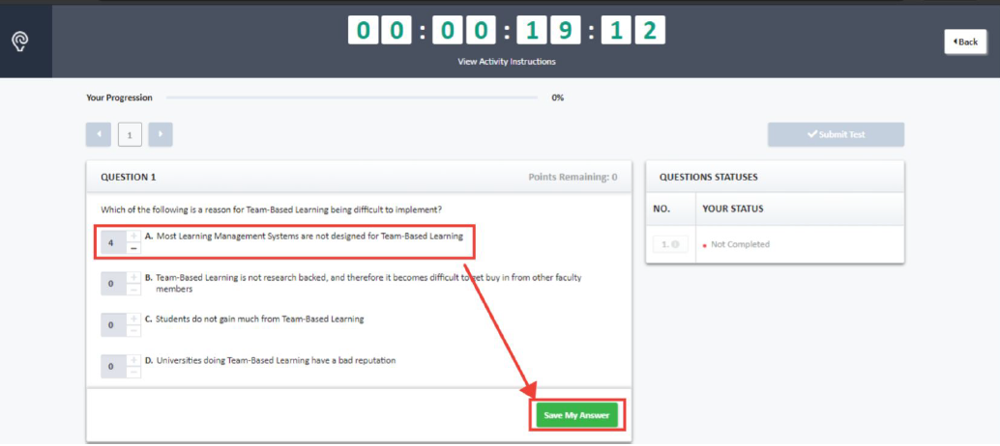 00:00:19:12
Back
View Activity Instructions
Your Progression 0%
1
Submit Test
QUESTION 1 Points Remaining: 0
Which of the following is a reason for Team-Based Learning being difficult to implement?
4 + − A. Most Learning Management Systems are not designed for Team-Based Learning
0 + − B. Team-Based Learning is not research backed, and therefore it becomes difficult to get buy in from other faculty
members
0 + − C. Students do not gain much from Team-Based Learning
0 + − D. Universities doing Team-Based Learning have a bad reputation
Save My Answer
QUESTIONS STATUSES
NO. YOUR STATUS
1. Not Completed